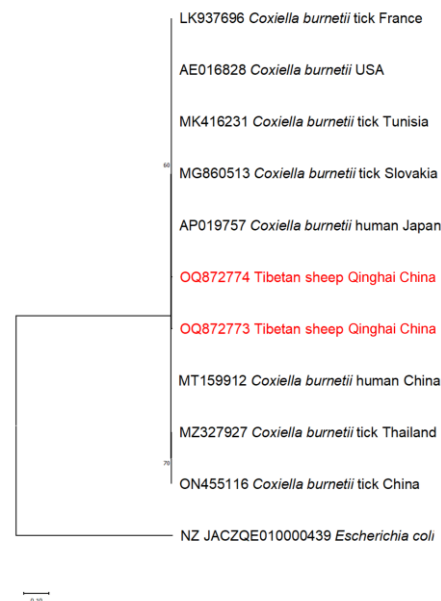 LK937696 Coxiella burnetii tick France
AE016828 Coxiella burnetii USA
MK416231 Coxiella burnetii tick Tunisia
60
MG860513 Coxiella burnetii tick Slovakia
AP019757 Coxiella burnetii human Japan
OQ872774 Tibetan sheep Qinghai China
OQ872773 Tibetan sheep Qinghai China
MT159912 Coxiella burnetii human China
MZ327927 Coxiella burnetii tick Thailand
70
ON455116 Coxiella burnetii tick China
NZ JACZQE010000439 Escherichia coli